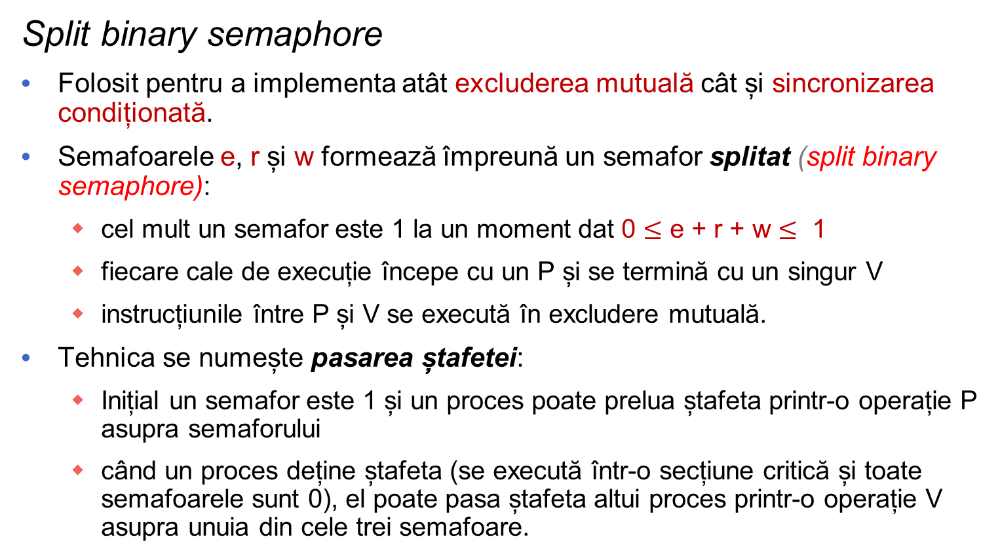 Split binary semaphore
• Folosit pentru a implementa atât excluderea mutuală cât și sincronizarea
condiționată.
• Semafoarele e, r și w formează împreună un semafor splitat (split binary
semaphore):
◆ cel mult un semafor este 1 la un moment dat 0 ≤ e + r + w ≤ 1
◆ fiecare cale de execuție începe cu un P și se termină cu un singur V
◆ instrucțiunile între P și V se execută în excludere mutuală.
• Tehnica se numește pasarea ștafetei:
◆ Inițial un semafor este 1 și un proces poate prelua ștafeta printr-o operație P
asupra semaforului
◆ când un proces deține ștafeta (se execută într-o secțiune critică și toate
semafoarele sunt 0), el poate pasa ștafeta altui proces printr-o operație V
asupra unuia din cele trei semafoare.